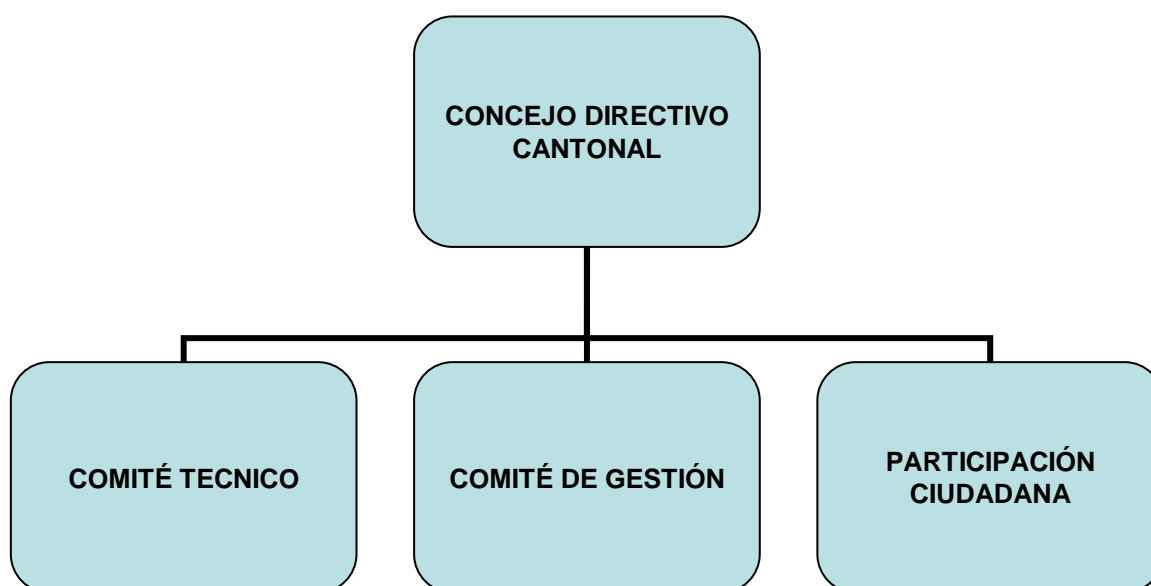 CONCEJO DIRECTIVO
CANTONAL
COMITÉ TECNICO
COMITÉ DE GESTIÓN
PARTICIPACIÓN
CIUDADANA